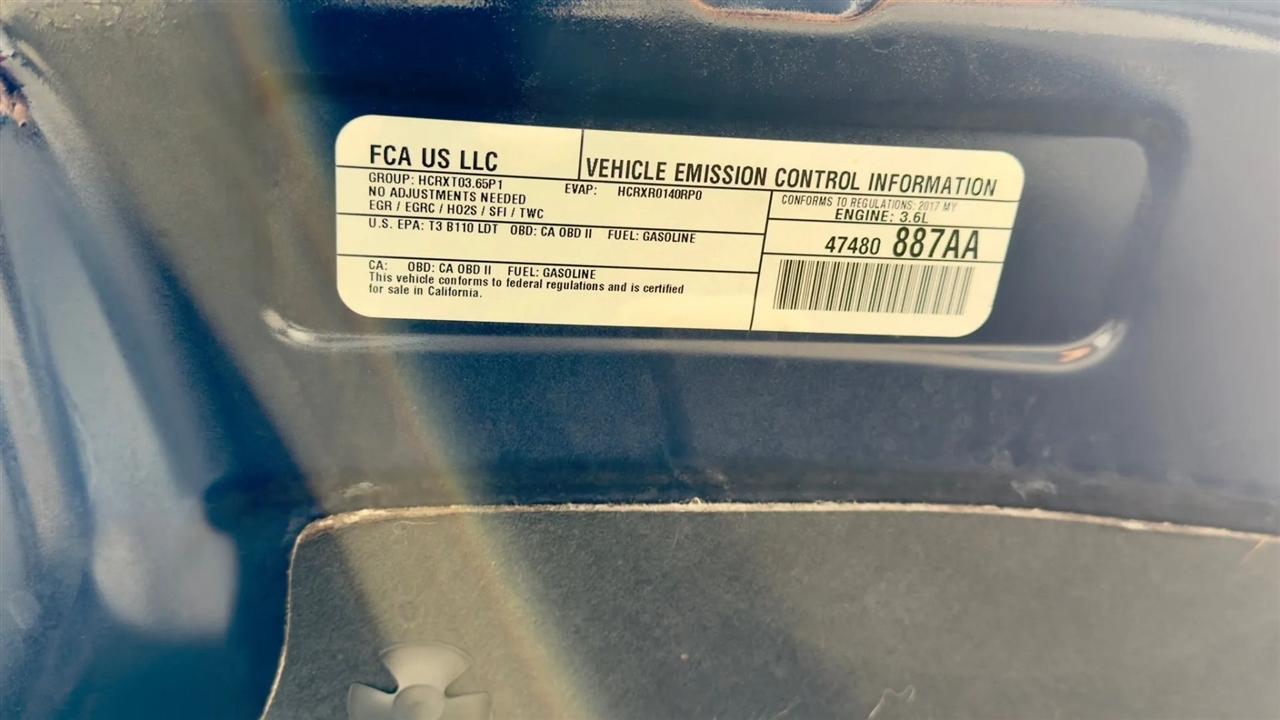 FCA US LLC
VEHICLE EMISSION CONTROL INFORMATION
GROUP: HCRXT03.65P1 EVAP: HCRXR0140RP0
NO ADJUSTMENTS NEEDED
EGR / EGRC / HO2S / SFI / TWC
CONFORMS TO REGULATIONS: 2017 MY
ENGINE: 3.6L
U.S. EPA: T3 B110 LDT OBD: CA OBD II FUEL: GASOLINE
47480 887AA
CA: OBD: CA OBD II FUEL: GASOLINE
This vehicle conforms to federal regulations and is certified
for sale in California.